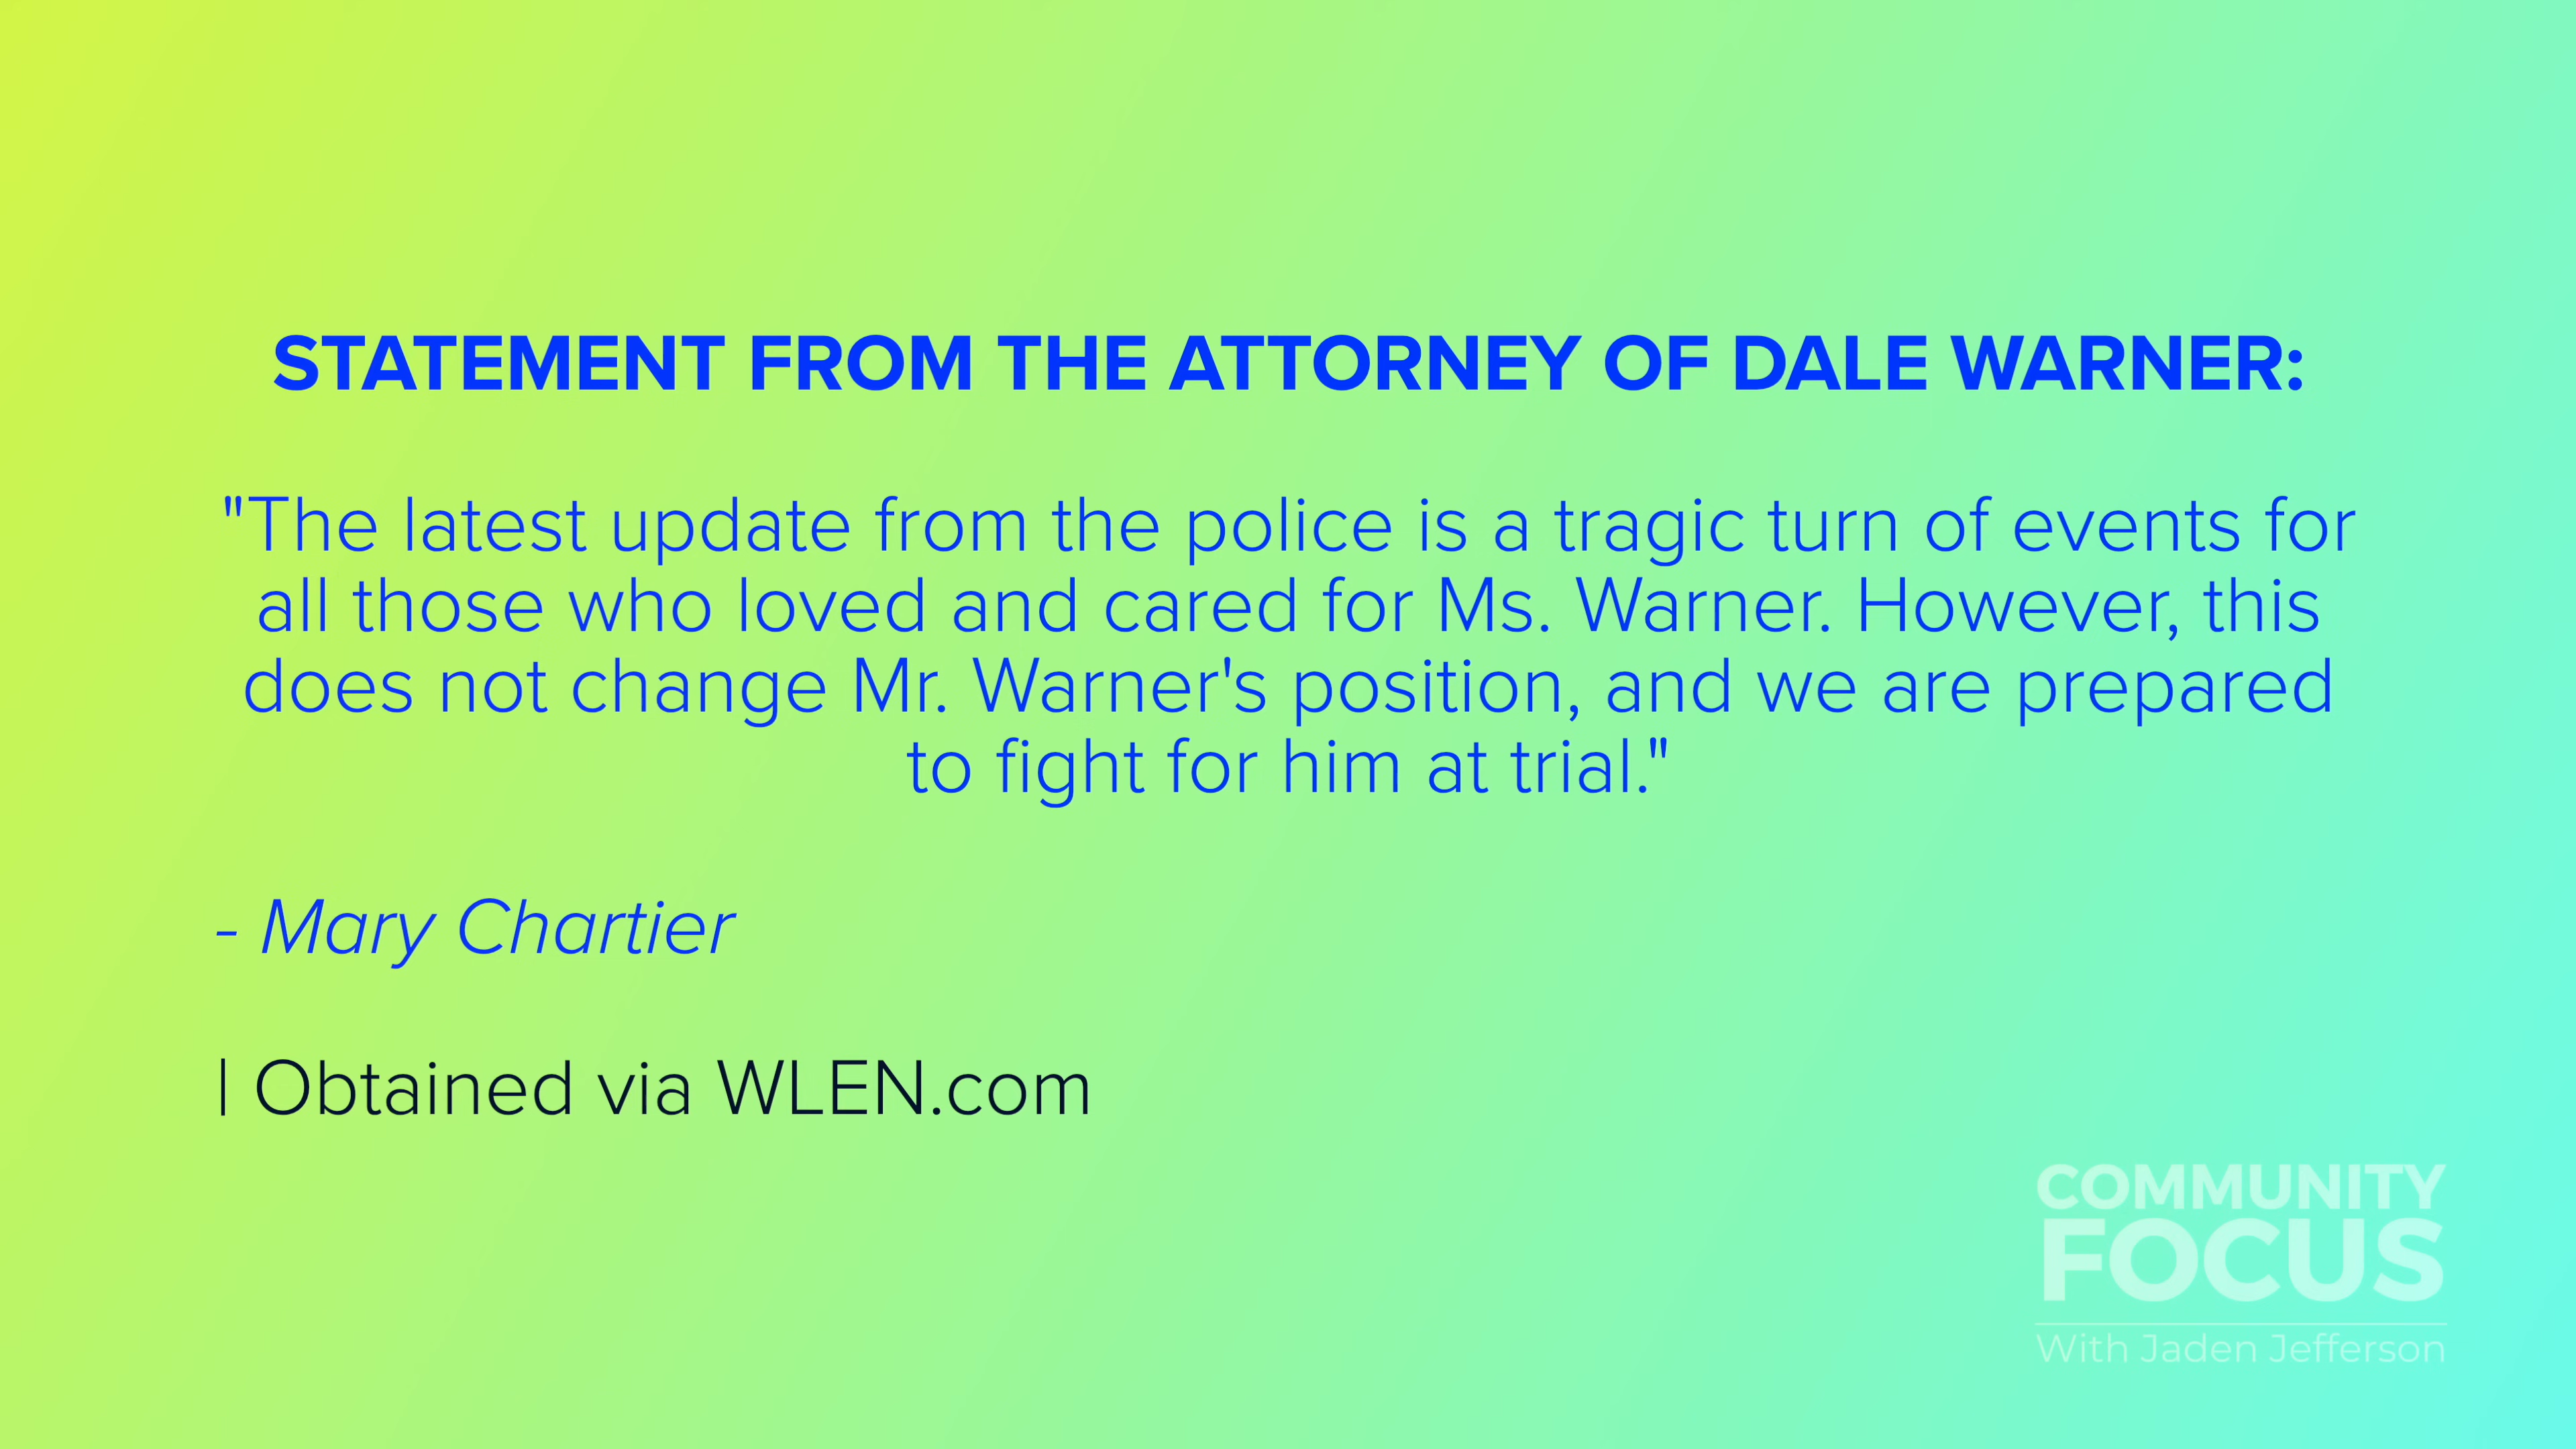 STATEMENT FROM THE ATTORNEY OF DALE WARNER:
"The latest update from the police is a tragic turn of events for
all those who loved and cared for Ms. Warner. However, this
does not change Mr. Warner's position, and we are prepared
to fight for him at trial."
- Mary Chartier
| Obtained via WLEN.com
COMMUNITY
FOCUS
With Jaden Jefferson